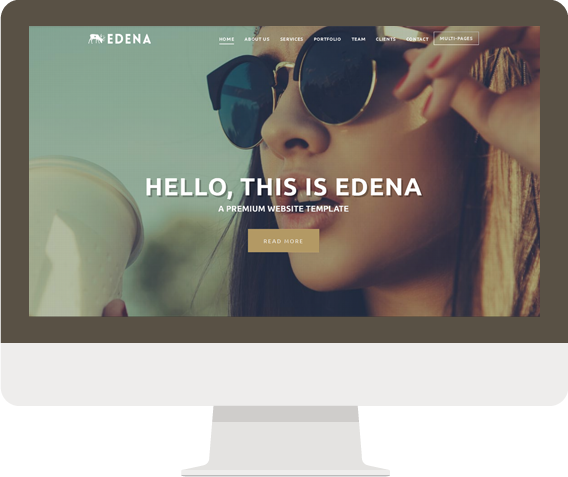 EDENA
HOME ABOUT US SERVICES PORTFOLIO TEAM CLIENTS CONTACT MULTI-PAGES
HELLO, THIS IS EDENA
A PREMIUM WEBSITE TEMPLATE
READ MORE